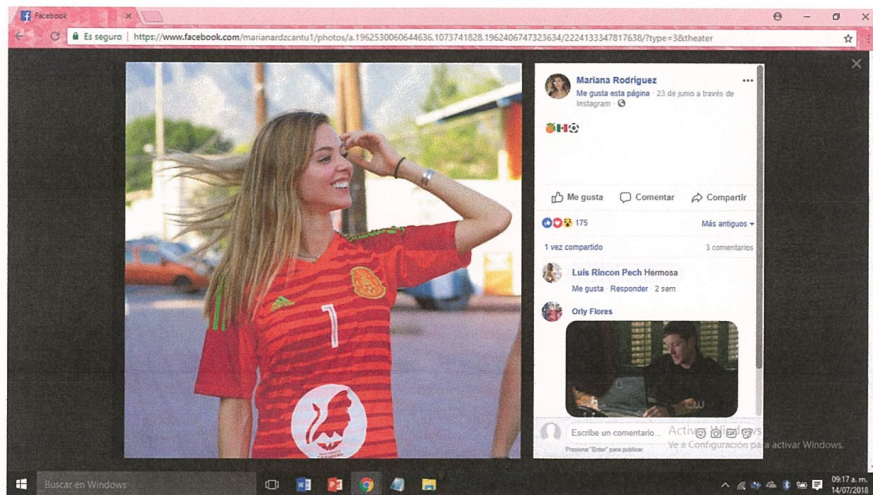 Facebook
Es seguro | https://www.facebook.com/marianardzcantu1/photos/a.1962530060644636.1073741828.1962406747323634/2224133347817638/?type=3&theater
Mariana Rodriguez
Me gusta esta página · 23 de junio a través de
Instagram ·
Me gusta Comentar Compartir
175 Más antiguos
1 vez compartido 3 comentarios
Luis Rincon Pech Hermosa
Me gusta · Responder · 2 sem
Orly Flores
CW
Escribe un comentario...
Presiona "Enter" para publicar.
Activar Windows
Ve a Configuración para activar Windows.
1
Buscar en Windows
09:17 a. m.
14/07/2018